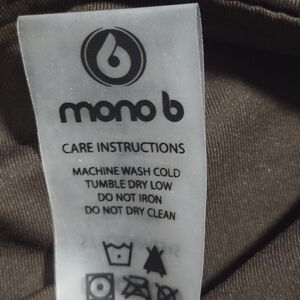 mono b
CARE INSTRUCTIONS
MACHINE WASH COLD
TUMBLE DRY LOW
DO NOT IRON
DO NOT DRY CLEAN